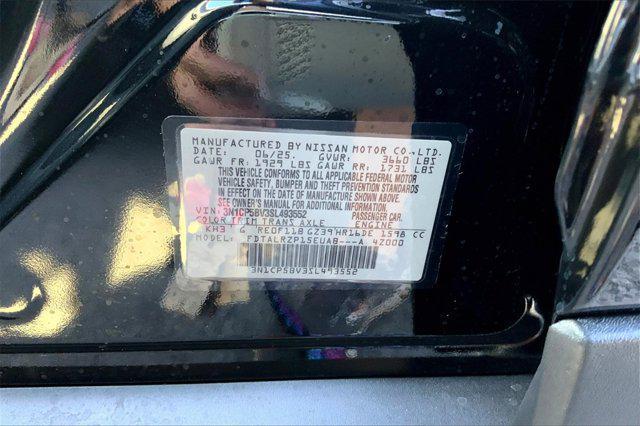 MANUFACTURED BY NISSAN MOTOR CO.,LTD.
DATE: 06/25. GVWR: 3660 LBS
GAWR FR: 1929 LBS GAWR RR: 1731 LBS
THIS VEHICLE CONFORMS TO ALL APPLICABLE FEDERAL MOTOR
VEHICLE SAFETY, BUMPER AND THEFT PREVENTION STANDARDS
IN EFFECT ON THE DATE OF MANUFACTURE SHOWN ABOVE.
SEE OWNER'S MANUAL FOR ADDITIONAL INFORMATION
VIN: 3N1CP5BV3SL493552 PASSENGER CAR.
COLOR TRIM TRANS AXLE ENGINE
KH3 G RE0F11B GZ39 HR16DE 1598 CC
MODEL: FDTALRZP15EUAB---A 4Z000
3N1CP5BV3SL493552